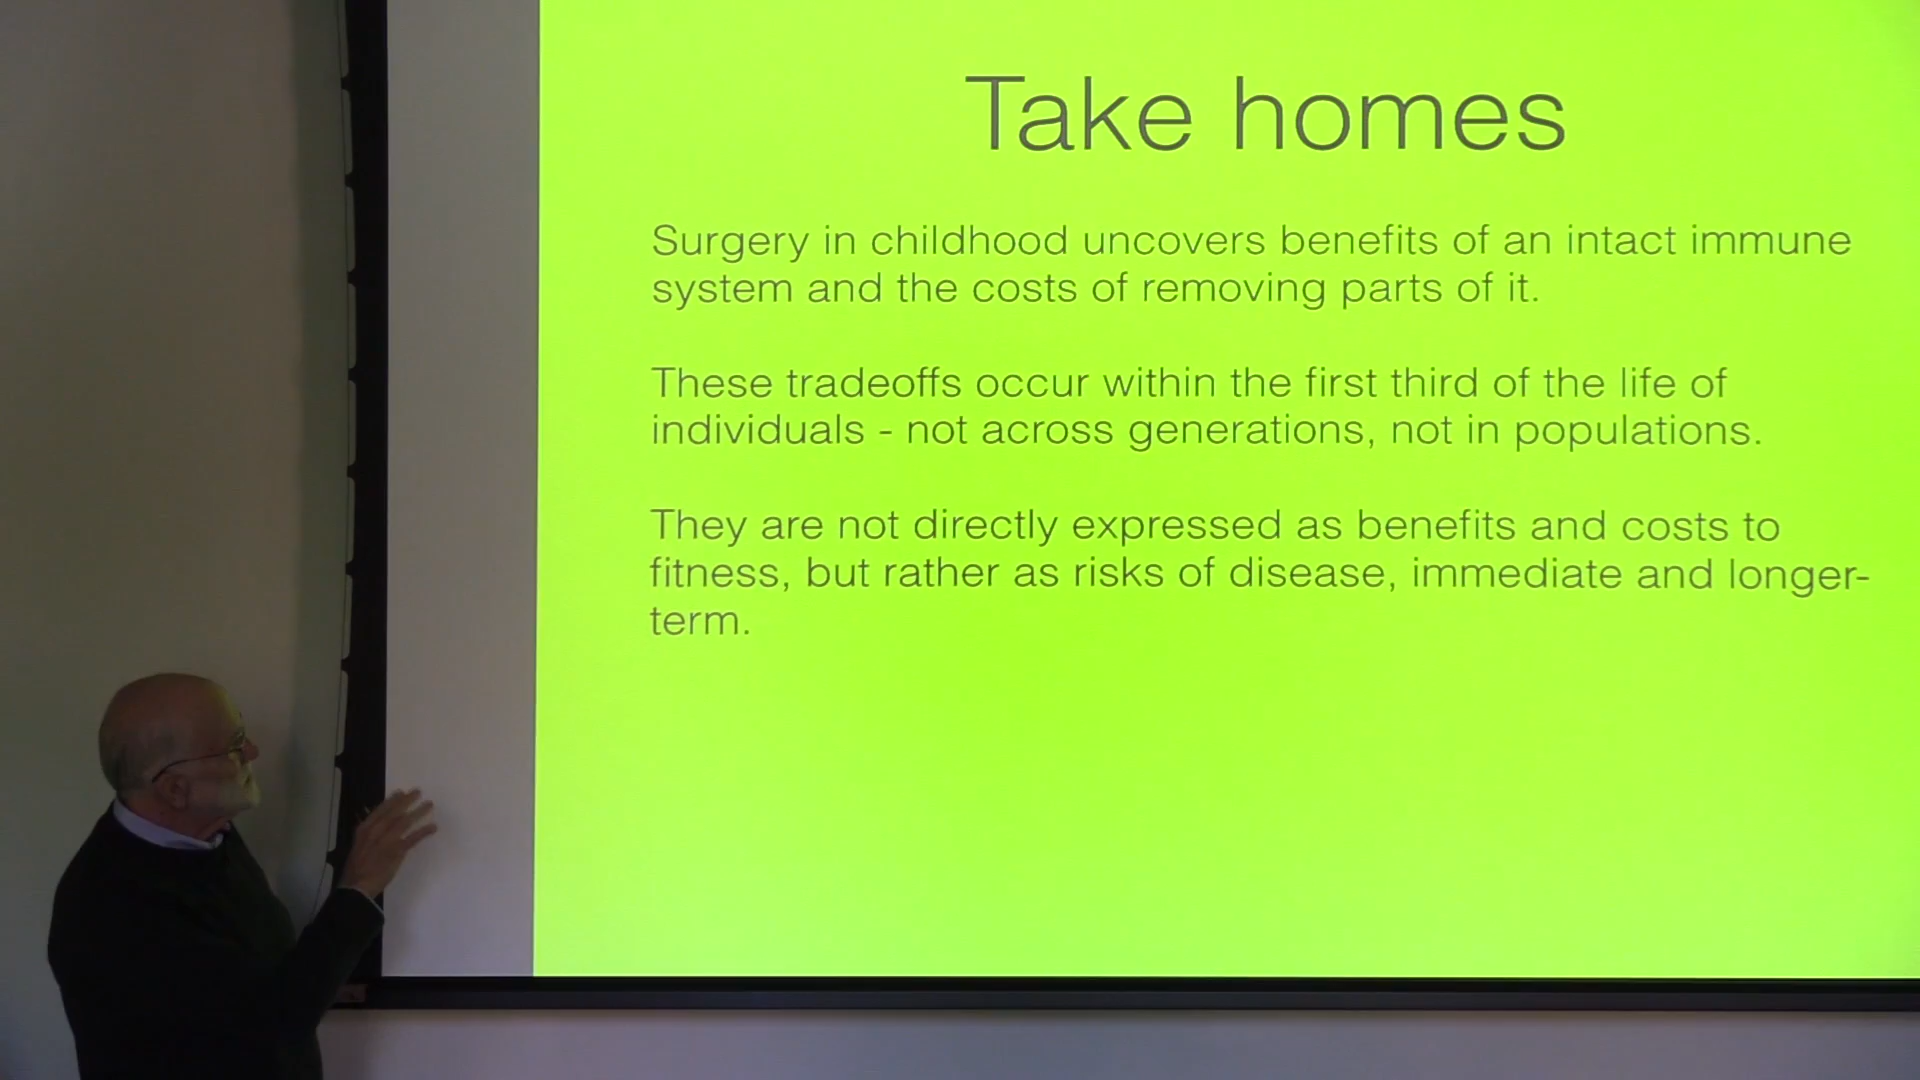 Take homes
Surgery in childhood uncovers benefits of an intact immune
system and the costs of removing parts of it.
These tradeoffs occur within the first third of the life of
individuals - not across generations, not in populations.
They are not directly expressed as benefits and costs to
fitness, but rather as risks of disease, immediate and longer-
term.